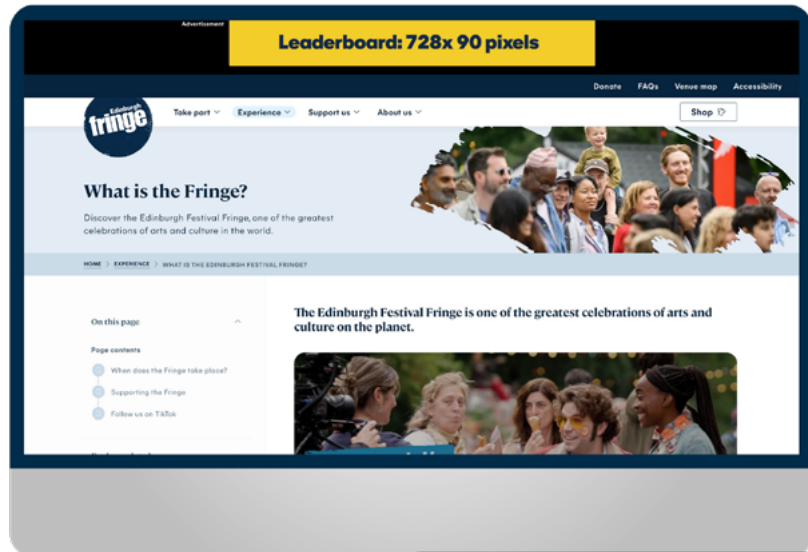 Advertisement
Leaderboard: 728x 90 pixels
Donate FAQs Venue map Accessibility
Edinburgh
fringe
Take part Experience Support us About us Shop
What is the Fringe?
Discover the Edinburgh Festival Fringe, one of the greatest
celebrations of arts and culture in the world.
HOME > EXPERIENCE > WHAT IS THE EDINBURGH FESTIVAL FRINGE?
On this page
The Edinburgh Festival Fringe is one of the greatest celebrations of arts and
culture on the planet.
Page contents
When does the Fringe take place?
Supporting the Fringe
Follow us on TikTok